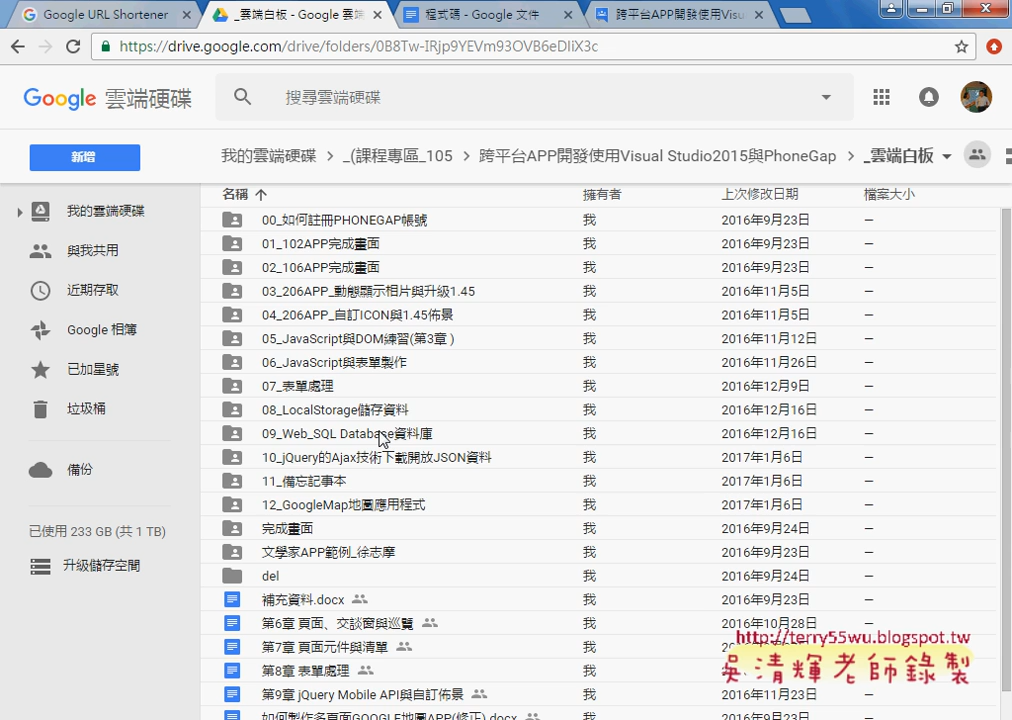 Google URL Shortener
_雲端白板 - Google 雲端
程式碼 - Google 文件
跨平台APP開發使用Visu
https://drive.google.com/drive/folders/0B8Tw-IRjp9YEVm93OVB6eDliX3c
Google 雲端硬碟
搜尋雲端硬碟
新增
我的雲端硬碟 > _(課程專區_105 > 跨平台APP開發使用Visual Studio2015與PhoneGap > _雲端白板
名稱 擁有者 上次修改日期 檔案大小
我的雲端硬碟
與我共用
近期存取
Google 相簿
已加星號
垃圾桶
備份
已使用 233 GB (共 1 TB)
升級儲存空間
00_如何註冊PHONEGAP帳號 我 2016年9月23日 —
01_102APP完成畫面 我 2016年9月23日 —
02_106APP完成畫面 我 2016年9月23日 —
03_206APP_動態顯示相片與升級1.45 我 2016年11月5日 —
04_206APP_自訂ICON與1.45佈景 我 2016年11月5日 —
05_JavaScript與DOM練習(第3章 ) 我 2016年11月12日 —
06_JavaScript與表單製作 我 2016年11月26日 —
07_表單處理 我 2016年12月9日 —
08_LocalStorage儲存資料 我 2016年12月16日 —
09_Web_SQL Database資料庫 我 2016年12月16日 —
10_jQuery的Ajax技術下載開放JSON資料 我 2017年1月6日 —
11_備忘記事本 我 2017年1月6日 —
12_GoogleMap地圖應用程式 我 2017年1月6日 —
完成畫面 我 2016年9月24日 —
文學家APP範例_徐志摩 我 2016年9月23日 —
del 我 2016年9月24日 —
補充資料.docx 我 2016年9月23日 —
第6章 頁面、交談窗與巡覽 我 2016年10月28日
第7章 頁面元件與清單 我
第8章 表單處理 我
第9章 jQuery Mobile API與自訂佈景 我 2016年11月23日 —
如何製作多頁面GOOGLE地圖APP(修正).docx
http://terry55wu.blogspot.tw
吳清輝老師錄製